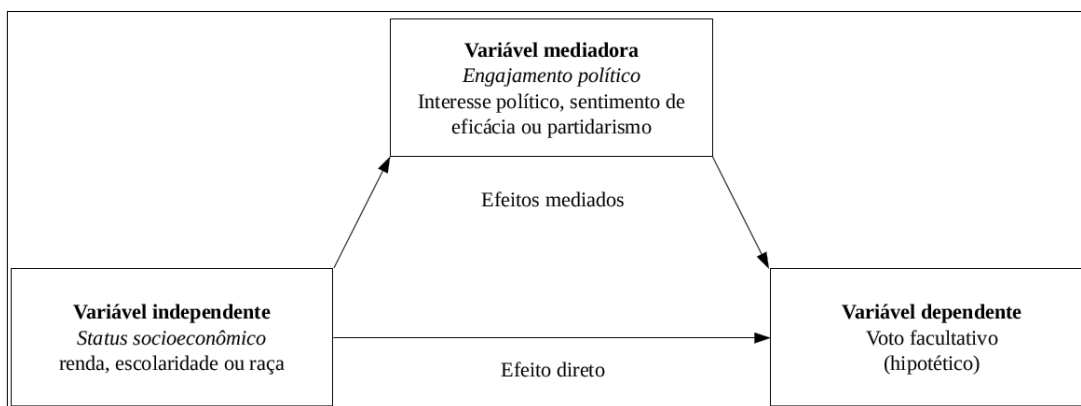 Variável mediadora
Engajamento político
Interesse político, sentimento de
eficácia ou partidarismo
Efeitos mediados
Variável independente
Status socioeconômico
renda, escolaridade ou raça
Efeito direto
Variável dependente
Voto facultativo
(hipotético)